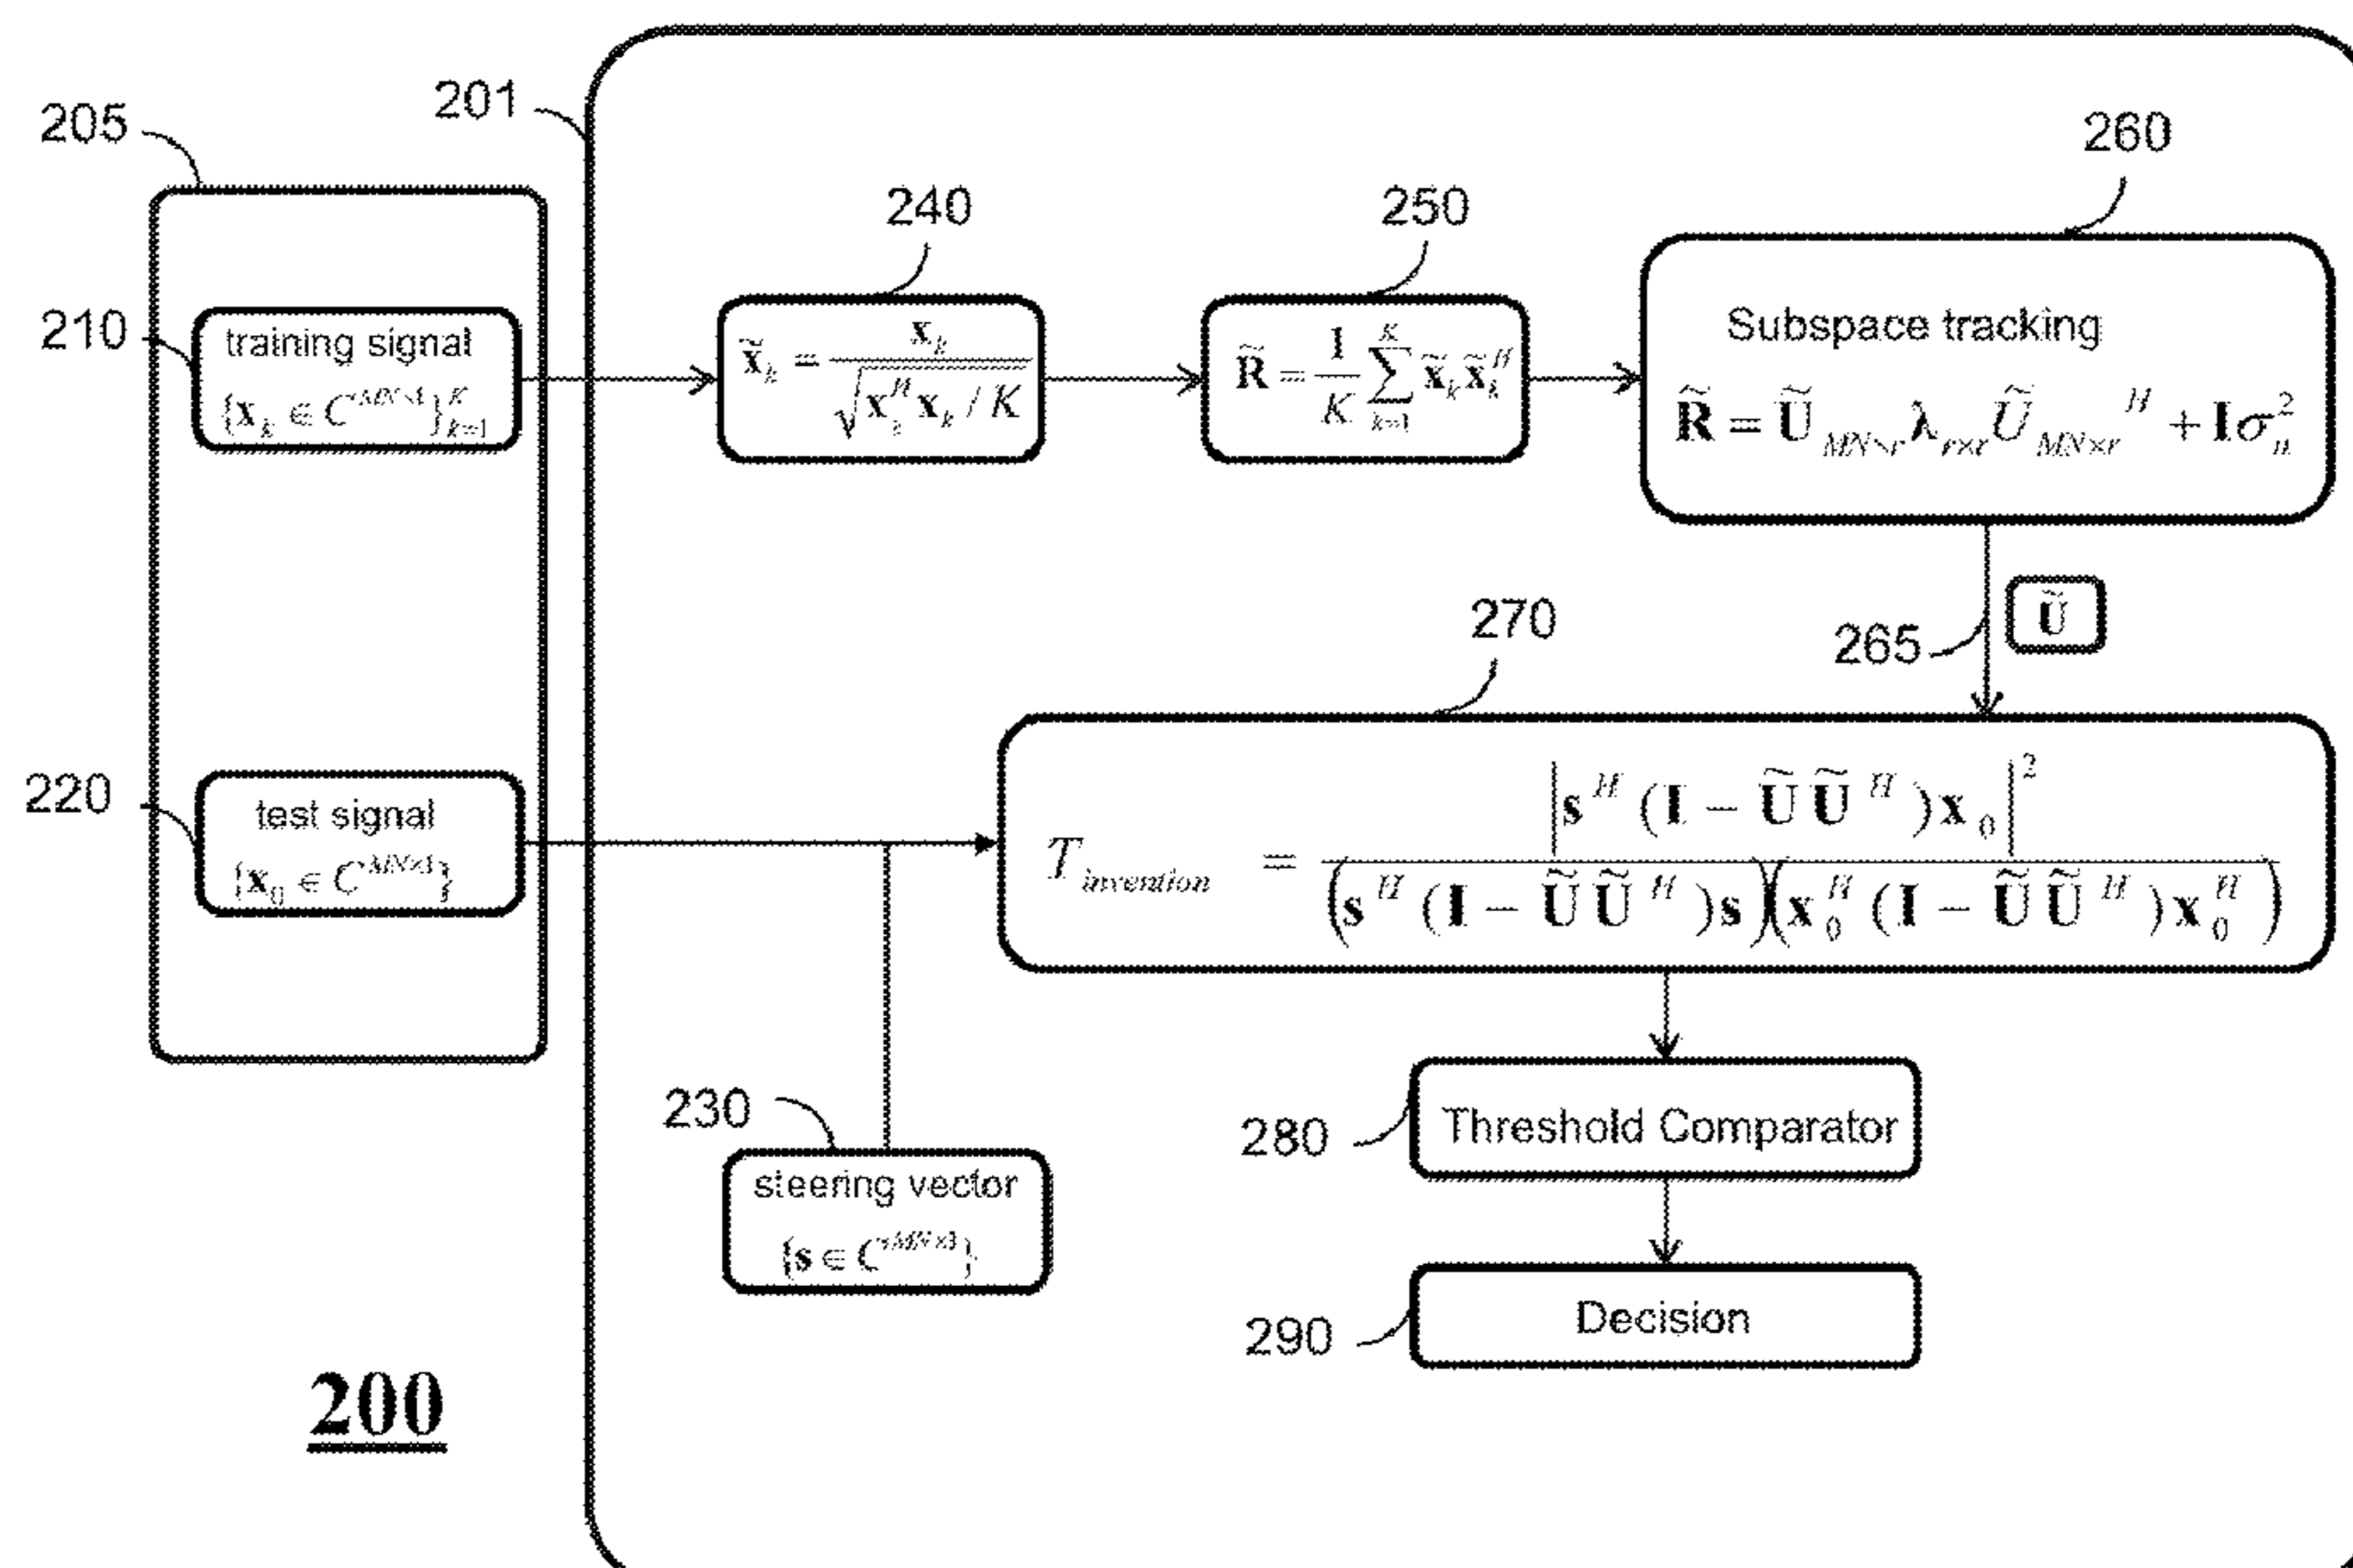 205
201
260
240
250
210
training signal
{x_k ∈ C^{MN×1}}_{k=1}^K
x̃_k = x_k / √(x_k^H x_k / K)
R̃ = 1/K ∑_{k=1}^K x̃_k x̃_k^H
Subspace tracking
R̃ = Ũ_{MN×r} λ_{r×r} Ũ_{MN×r}^H + Iσ_n^2
270
265
Ũ
220
test signal
{x_0 ∈ C^{MN×1}}
T_{invention} = |s^H (I − Ũ Ũ^H) x_0|^2 / (s^H (I − Ũ Ũ^H) s)(x_0^H (I − Ũ Ũ^H) x_0^H)
230
steering vector
{s ∈ C^{MN×1}}
280
Threshold Comparator
290
Decision
200